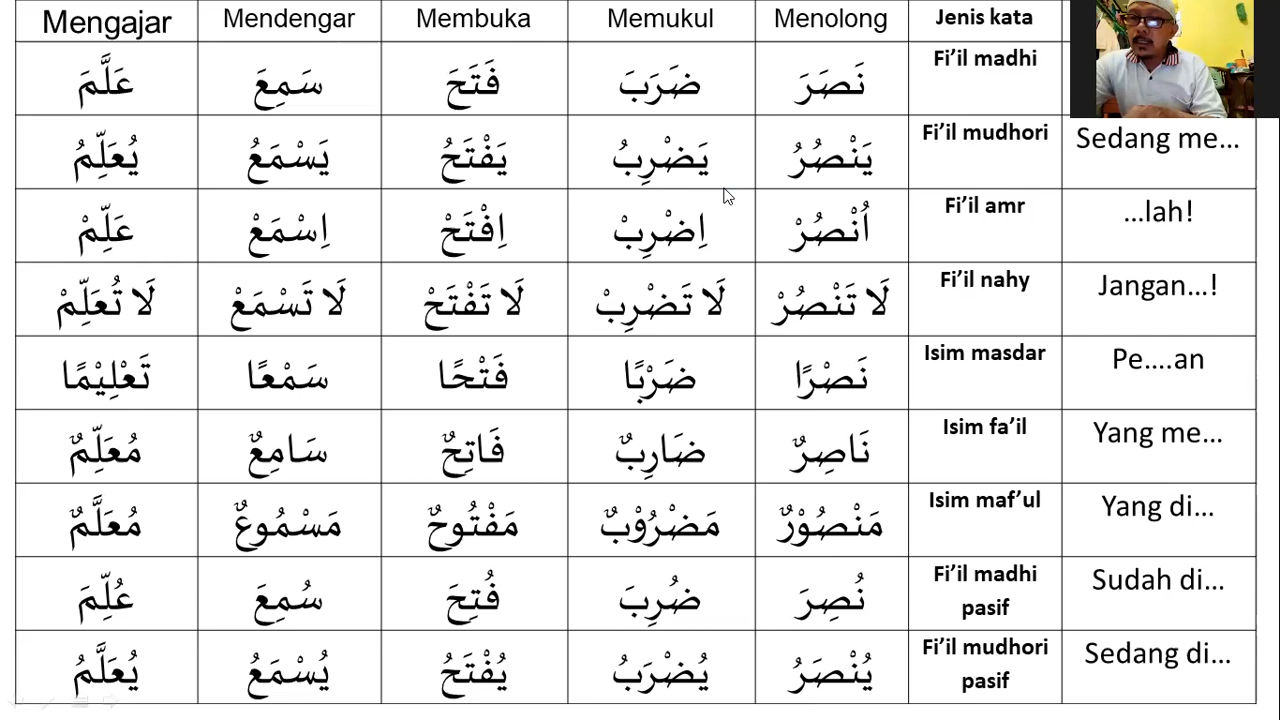 Mengajar Mendengar Membuka Memukul Menolong Jenis kata
عَلَّمَ سَمِعَ فَتَحَ ضَرَبَ نَصَرَ Fi’il madhi
يُعَلِّمُ يَسْمَعُ يَفْتَحُ يَضْرِبُ يَنْصُرُ Fi’il mudhori Sedang me...
عَلِّمْ اِسْمَعْ اِفْتَحْ اِضْرِبْ اُنْصُرْ Fi’il amr ...lah!
لَا تُعَلِّمْ لَا تَسْمَعْ لَا تَفْتَحْ لَا تَضْرِبْ لَا تَنْصُرْ Fi’il nahy Jangan...!
تَعْلِيْمًا سَمْعًا فَتْحًا ضَرْبًا نَصْرًا Isim masdar Pe....an
مُعَلِّمٌ سَامِعٌ فَاتِحٌ ضَارِبٌ نَاصِرٌ Isim fa’il Yang me...
مُعَلَّمٌ مَسْمُوعٌ مَفْتُوحٌ مَضْرُوْبٌ مَنْصُوْرٌ Isim maf’ul Yang di...
عُلِّمَ سُمِعَ فُتِحَ ضُرِبَ نُصِرَ Fi’il madhi pasif Sudah di...
يُعَلَّمُ يُسْمَعُ يُفْتَحُ يُضْرَبُ يُنْصَرُ Fi’il mudhori pasif Sedang di...